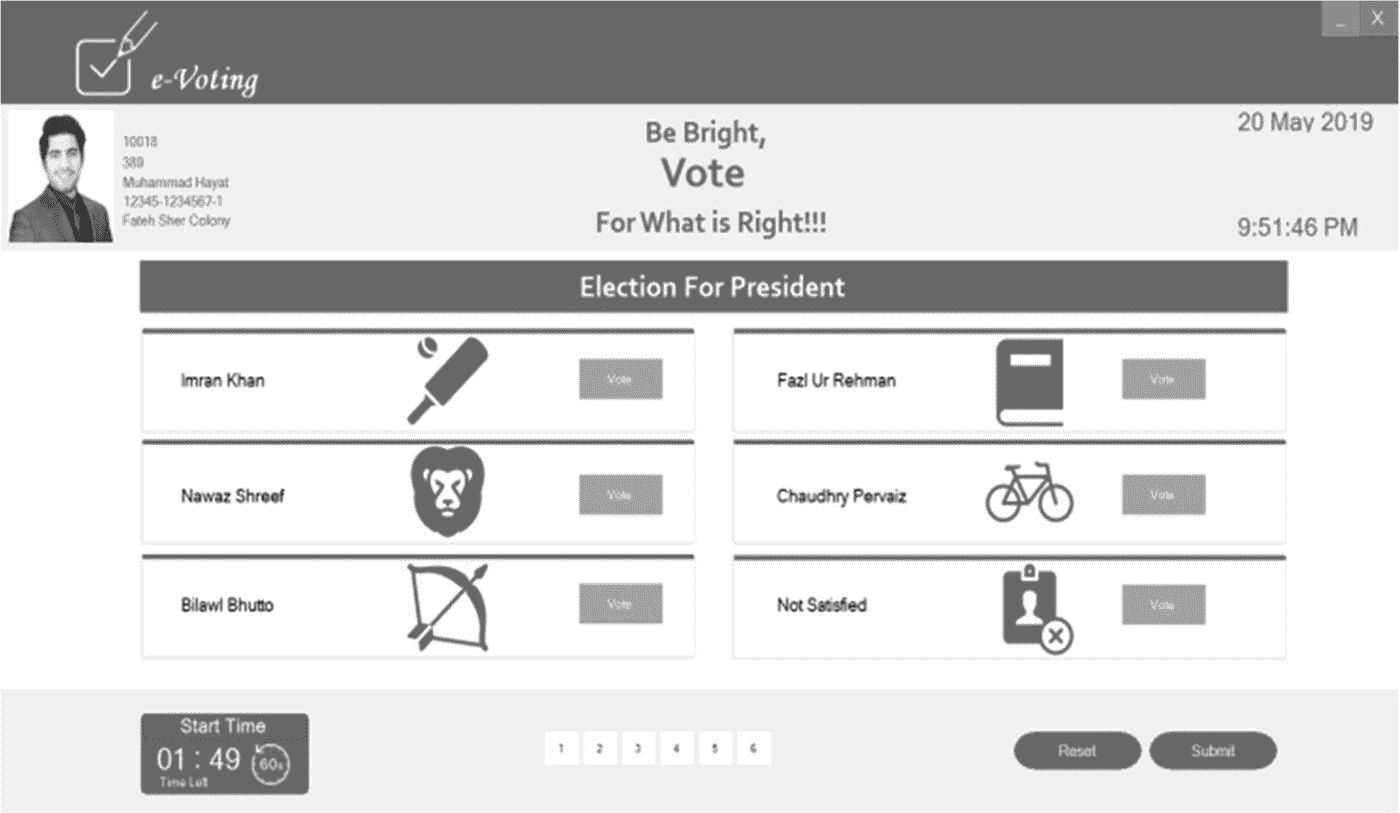 _ X
e-Voting
10018
389
Muhammad Hayat
12345-1234567-1
Fateh Sher Colony
Be Bright,
Vote
For What is Right!!!
20 May 2019
9:51:46 PM
Election For President
Imran Khan
Vote
Fazl Ur Rehman
Vote
Nawaz Shreef
Vote
Chaudhry Pervaiz
Vote
Bilawl Bhutto
Vote
Not Satisfied
Vote
Start Time
01 : 49
60s
Time Left
1 2 3 4 5 6
Reset
Submit